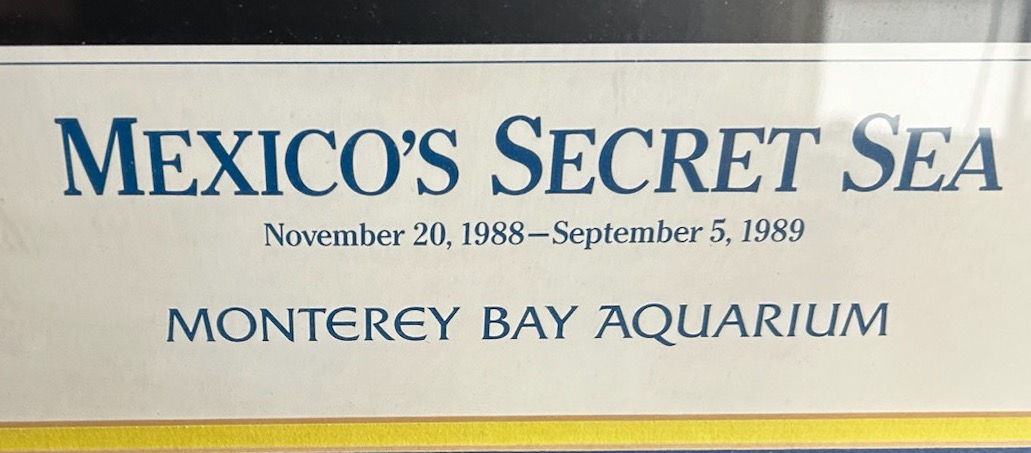 MEXICO'S SECRET SEA
November 20, 1988–September 5, 1989
MONTEREY BAY AQUARIUM